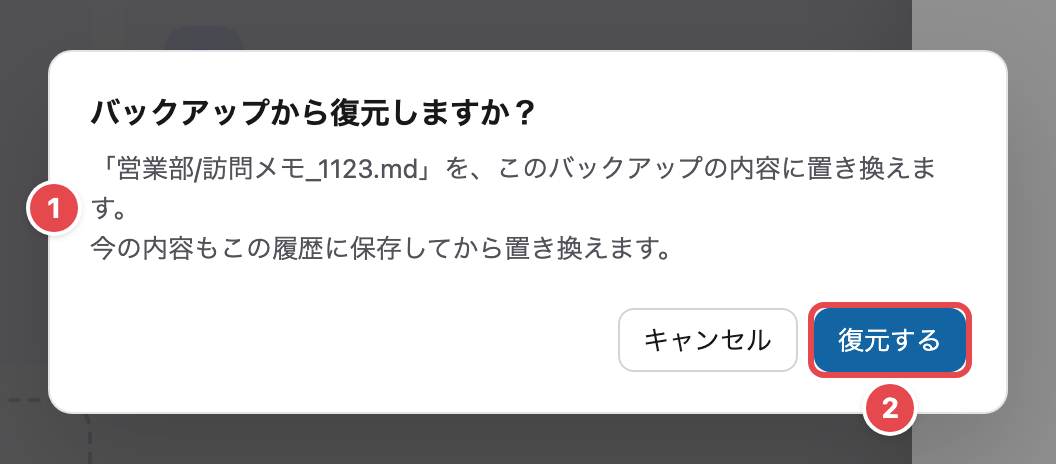 バックアップから復元しますか？
「営業部/訪問メモ_1123.md」を、このバックアップの内容に置き換えま
1
す。
今の内容もこの履歴に保存してから置き換えます。
キャンセル
復元する
2